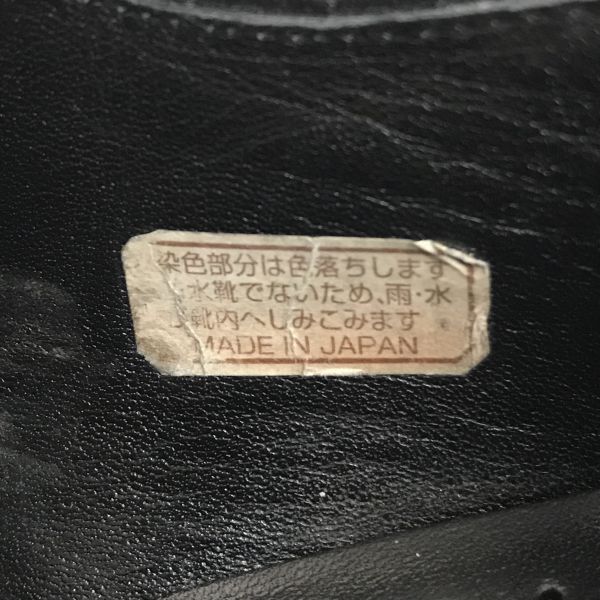 染色部分は色落ちします
水靴でないため、雨・水
靴内へしみこみます
MADE IN JAPAN